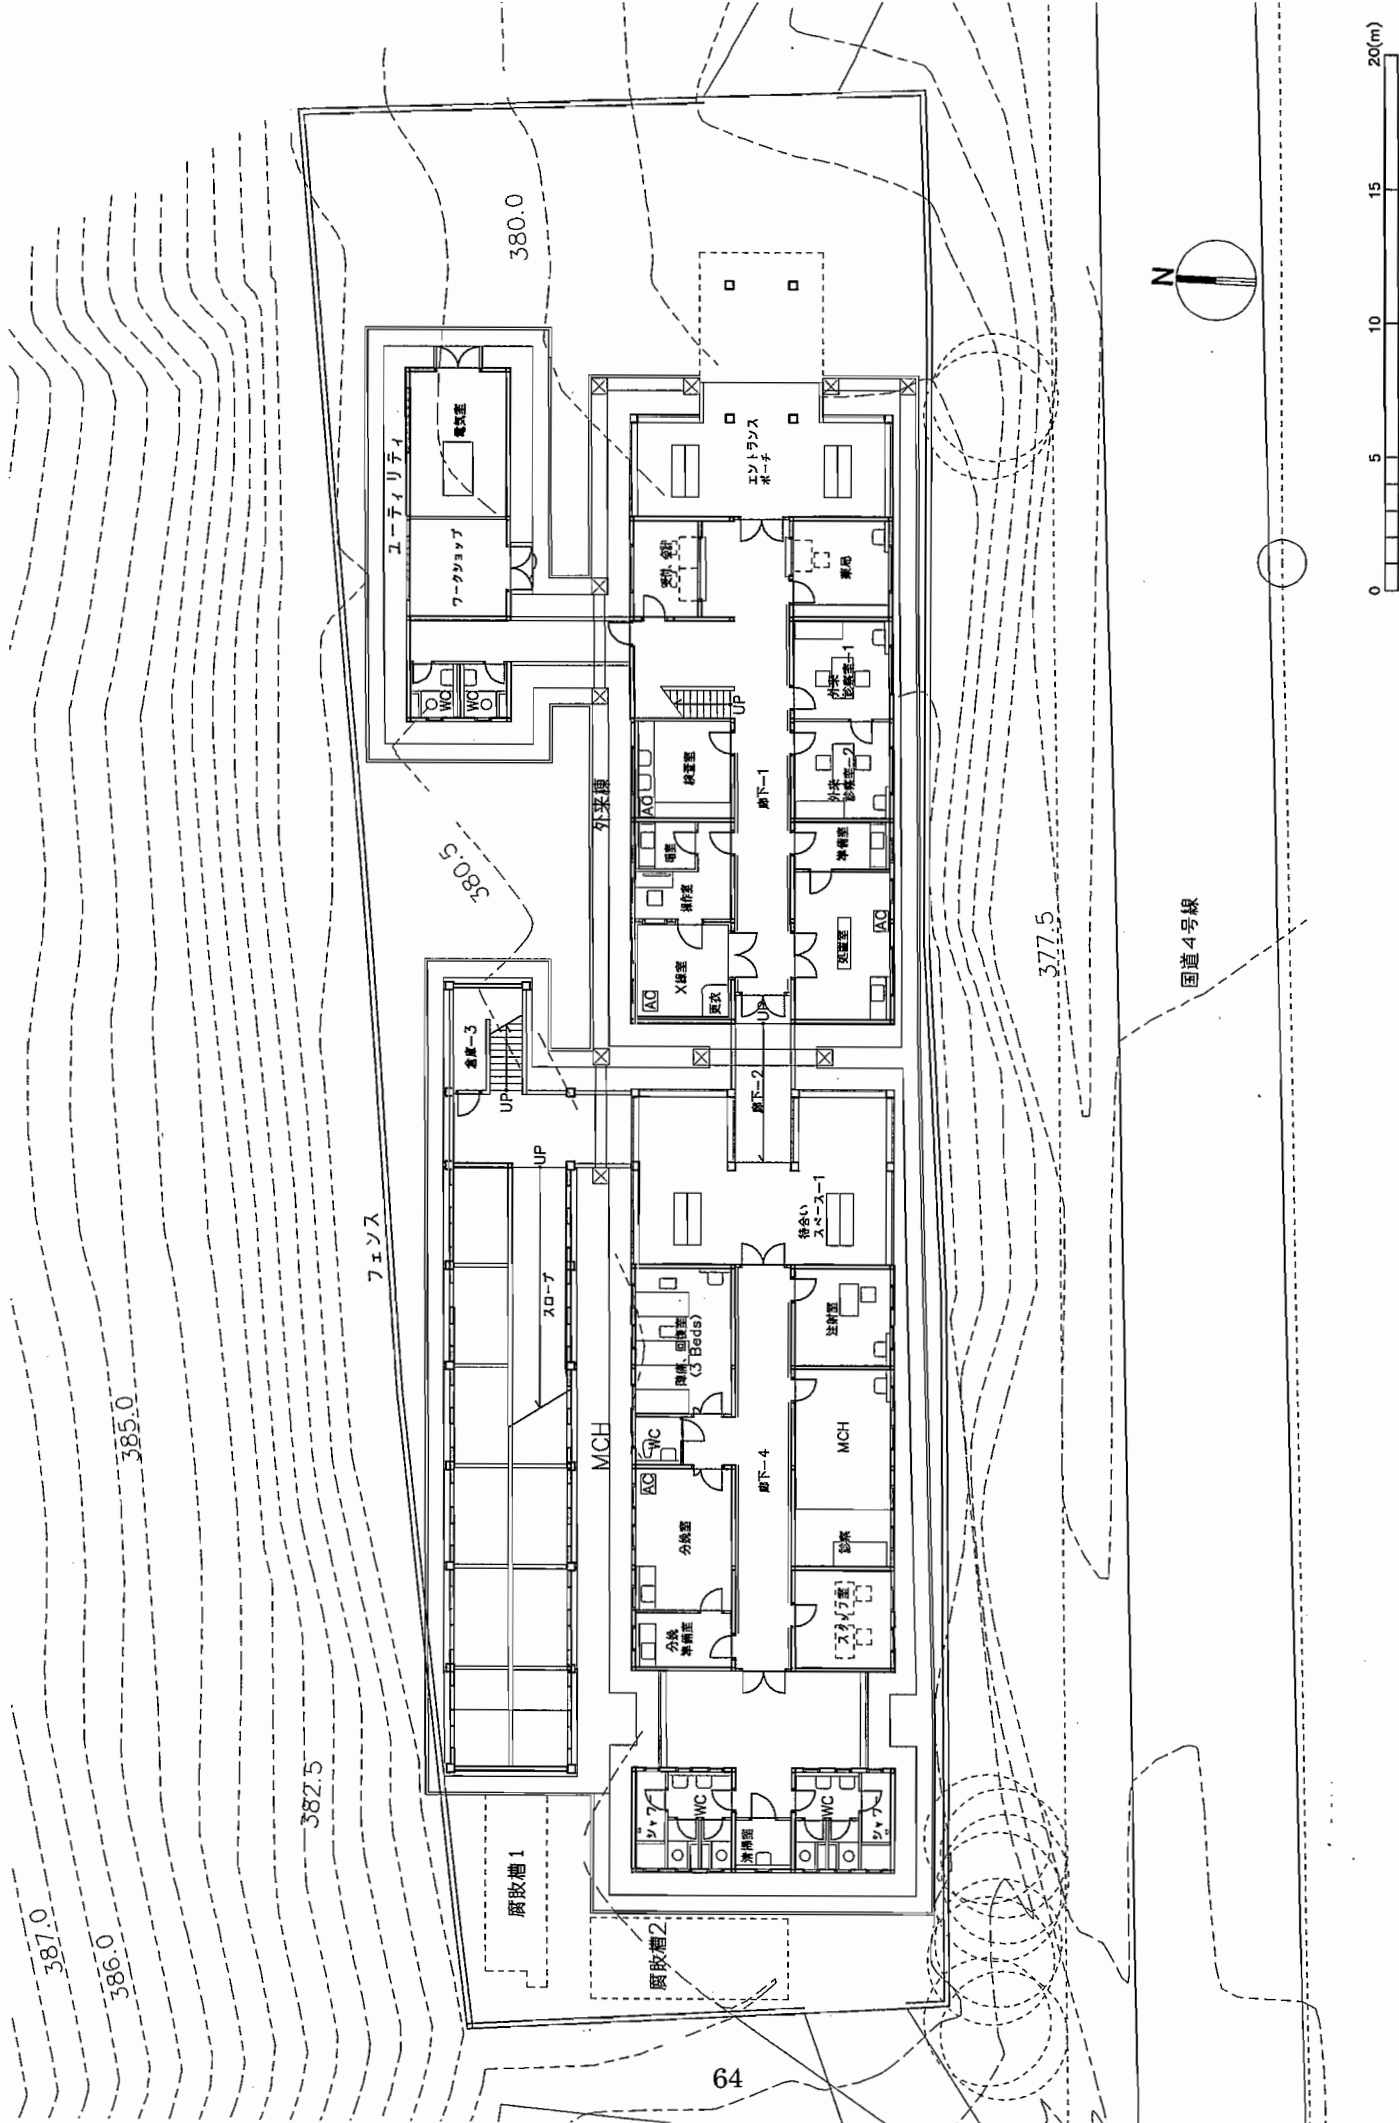 387.0
386.0
385.0
382.5
380.5
380.0
377.5
フェンス
ユーティリティ
WC
WC
ワークショップ
電気室
腐敗槽1
腐敗槽2
スロープ
UP
UP
倉庫-3
MCH
外来棟
シャワ
WC
清掃室
WC
シャワ
分娩
準備室
分娩室
AC
WC
陣痛、回復室
(3 Beds)
廊下-4
スタッフ室
診察
MCH
注射室
待合い
スペース-1
廊下-2
UP
X線室
AC
更衣
操作室
暗室
検査室
AC
UP
受付、会計
廊下-1
処置室
AC
準備室
外来
診察室-2
外来
診察室-1
薬局
エントランス
ポーチ
国道4号線
N
0
5
10
15
20(m)
64